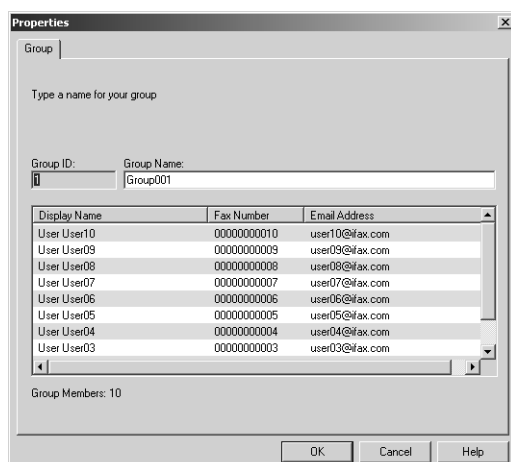 Properties
Group
Type a name for your group
Group ID: Group Name:
1 Group001
Display Name Fax Number Email Address
User User10 00000000010 user10@ifax.com
User User09 00000000009 user09@ifax.com
User User08 00000000008 user08@ifax.com
User User07 00000000007 user07@ifax.com
User User06 00000000006 user06@ifax.com
User User05 00000000005 user05@ifax.com
User User04 00000000004 user04@ifax.com
User User03 00000000003 user03@ifax.com
Group Members: 10
OK Cancel Help